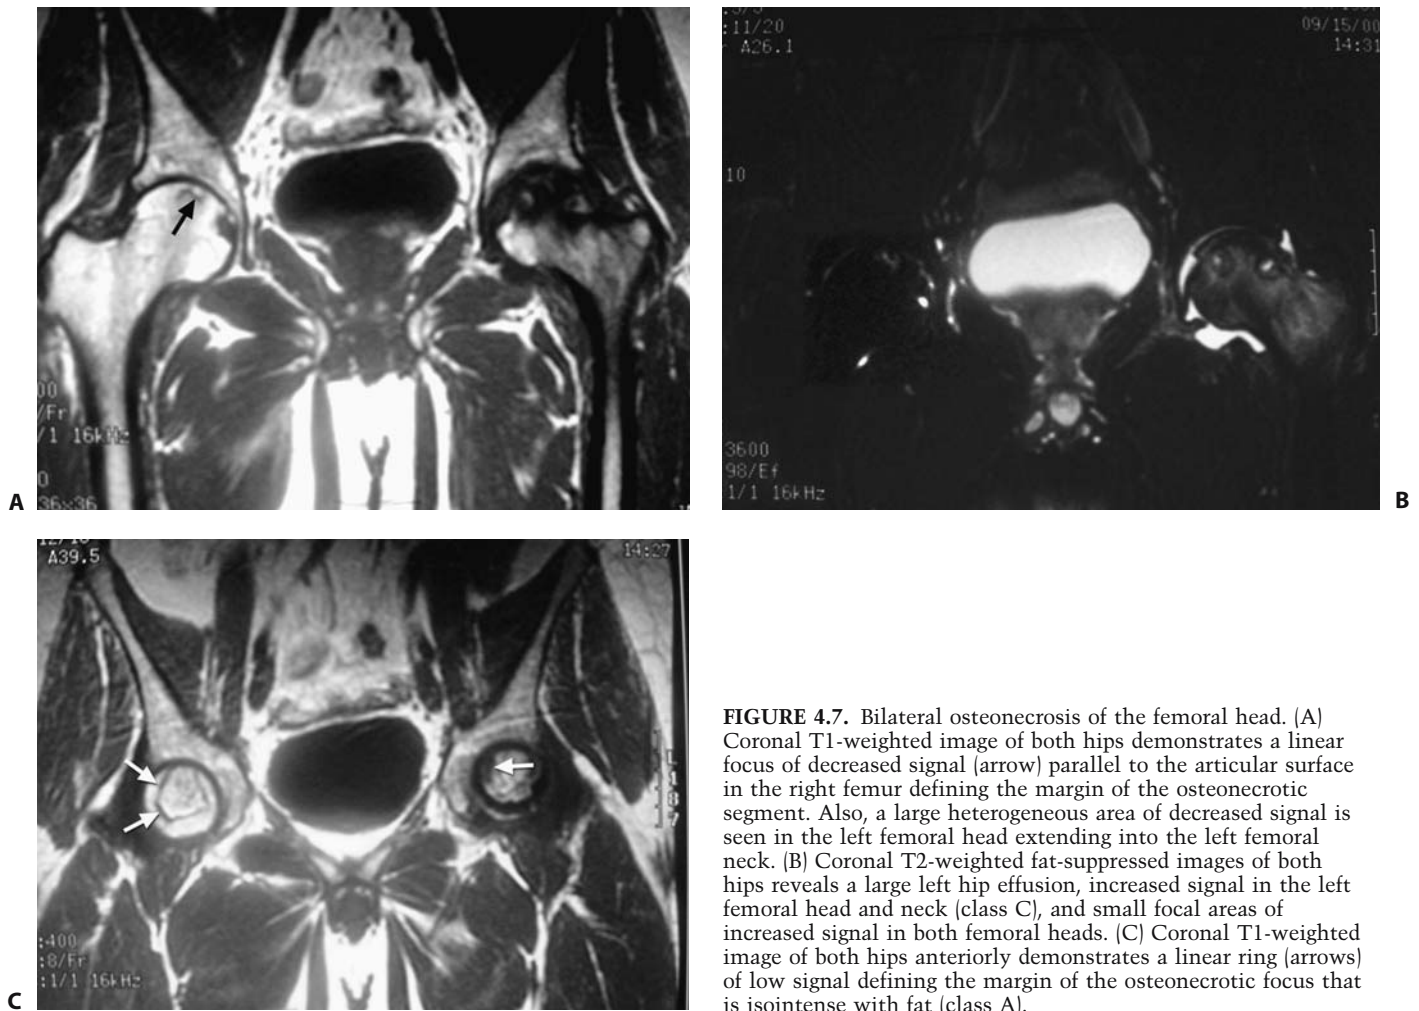 :11/20
A26.1
09/15/00
14:31
10
00
/Fr
/1 16kHz
0
36x36
A
3600
98/Ef
1/1 16kHz
B
A39.5
14:27
L
1
8
7
:400
:8/Fr
:1/1 16kHz
C
FIGURE 4.7. Bilateral osteonecrosis of the femoral head. (A)
Coronal T1-weighted image of both hips demonstrates a linear
focus of decreased signal (arrow) parallel to the articular surface
in the right femur defining the margin of the osteonecrotic
segment. Also, a large heterogeneous area of decreased signal is
seen in the left femoral head extending into the left femoral
neck. (B) Coronal T2-weighted fat-suppressed images of both
hips reveals a large left hip effusion, increased signal in the left
femoral head and neck (class C), and small focal areas of
increased signal in both femoral heads. (C) Coronal T1-weighted
image of both hips anteriorly demonstrates a linear ring (arrows)
of low signal defining the margin of the osteonecrotic focus that
is isointense with fat (class A).